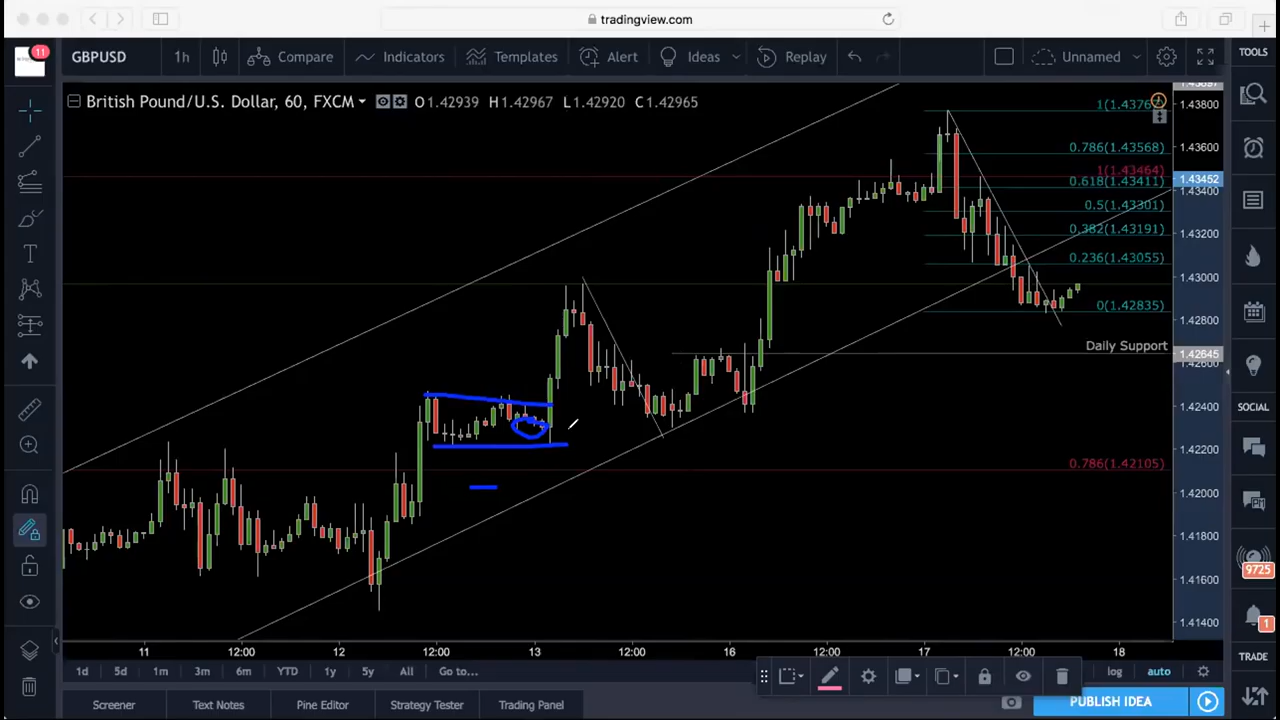 tradingview.com
11
GBPUSD
1h
Compare
Indicators
Templates
Alert
Ideas
Replay
Unnamed
TOOLS
British Pound/U.S. Dollar, 60, FXCM
O1.42939 H1.42967 L1.42920 C1.42965
1.43800
0.786(1.43568)
1.43600
1(1.43464)
0.618(1.43411)
1.43452
1.43400
0.5(1.43301)
0.382(1.43191)
1.43200
0.236(1.43055)
1.43000
0(1.42835)
1.42800
Daily Support
1.42645
1.42600
1.42400
SOCIAL
1.42200
0.786(1.42105)
1.42000
1.41800
9725
1.41600
1.41400
1
11
12:00
12
12:00
13
12:00
16
12:00
17
12:00
18
TRADE
1d
5d
1m
3m
6m
YTD
1y
5y
All
Go to...
log
auto
Screener
Text Notes
Pine Editor
Strategy Tester
Trading Panel
PUBLISH IDEA